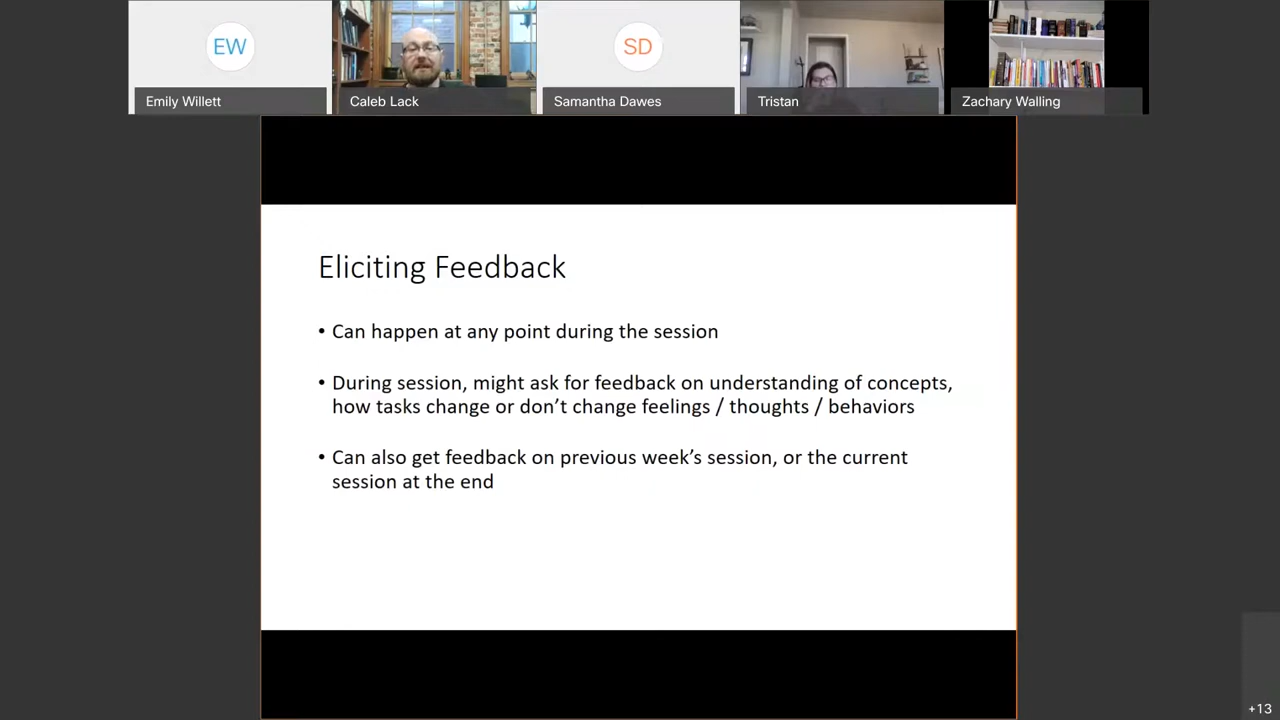 EW
SD
Emily Willett
Caleb Lack
Samantha Dawes
Tristan
Zachary Walling
Eliciting Feedback
• Can happen at any point during the session
• During session, might ask for feedback on understanding of concepts,
how tasks change or don’t change feelings / thoughts / behaviors
• Can also get feedback on previous week’s session, or the current
session at the end
+13